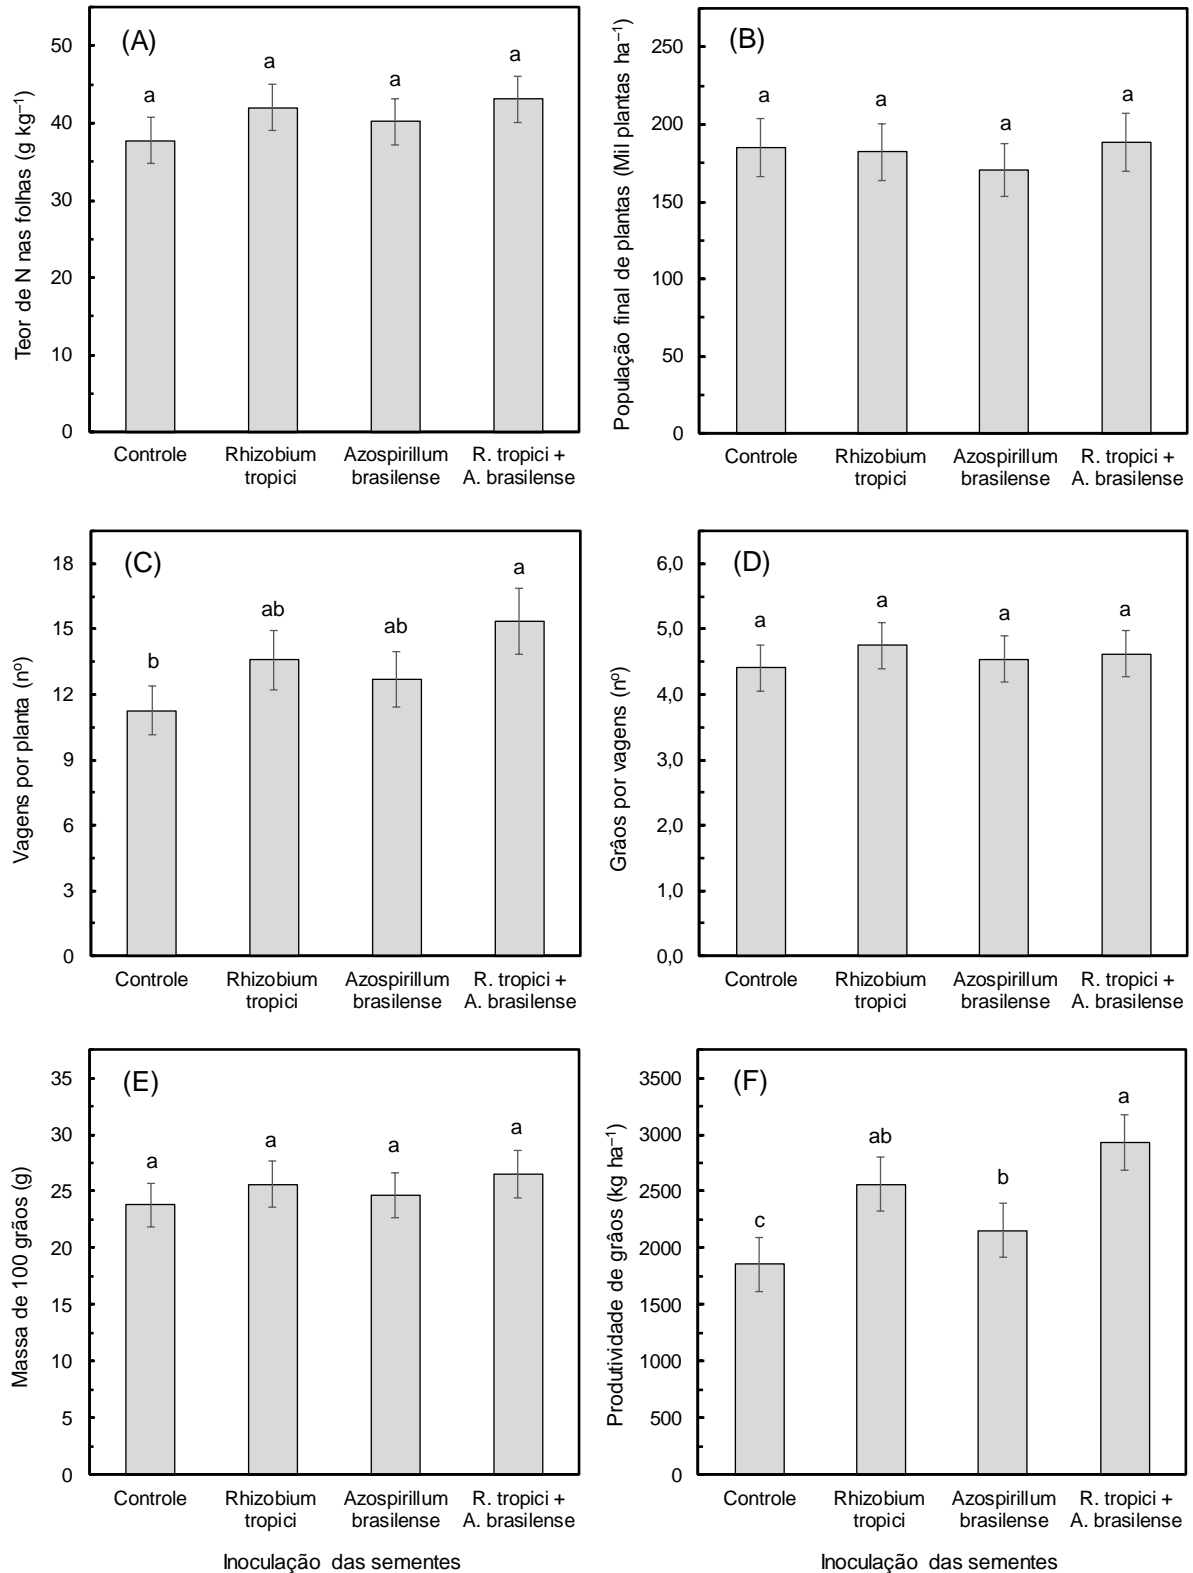 (A)
Teor de N nas folhas (g kg⁻¹)
50
40
30
20
10
0
a
a
a
a
Controle
Rhizobium
tropici
Azospirillum
brasilense
R. tropici +
A. brasilense
(B)
População final de plantas (Mil plantas ha⁻¹)
250
200
150
100
50
0
a
a
a
a
Controle
Rhizobium
tropici
Azospirillum
brasilense
R. tropici +
A. brasilense
(C)
Vagens por planta (nº)
18
15
12
9
6
3
0
b
ab
ab
a
Controle
Rhizobium
tropici
Azospirillum
brasilense
R. tropici +
A. brasilense
(D)
Grâos por vagens (nº)
6,0
5,0
4,0
3,0
2,0
1,0
0,0
a
a
a
a
Controle
Rhizobium
tropici
Azospirillum
brasilense
R. tropici +
A. brasilense
(E)
Massa de 100 grãos (g)
35
30
25
20
15
10
5
0
a
a
a
a
Controle
Rhizobium
tropici
Azospirillum
brasilense
R. tropici +
A. brasilense
Inoculação das sementes
(F)
Produtividade de grâos (kg ha⁻¹)
3500
3000
2500
2000
1500
1000
500
0
c
ab
b
a
Controle
Rhizobium
tropici
Azospirillum
brasilense
R. tropici +
A. brasilense
Inoculação das sementes